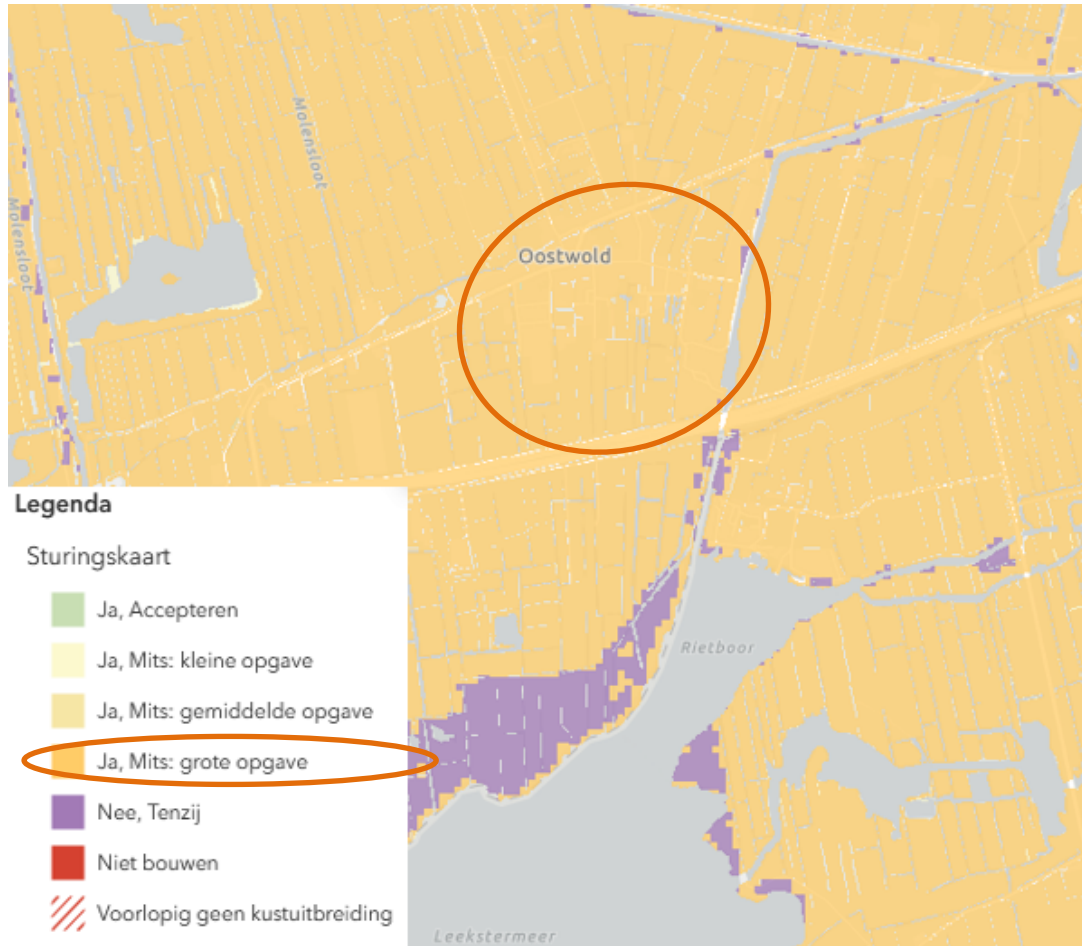 Molensloot
Molensloot
Oostwold
Rietboor
Leekstermeer
Legenda
Sturingskaart
Ja, Accepteren
Ja, Mits: kleine opgave
Ja, Mits: gemiddelde opgave
Ja, Mits: grote opgave
Nee, Tenzij
Niet bouwen
Voorlopig geen kustuitbreiding